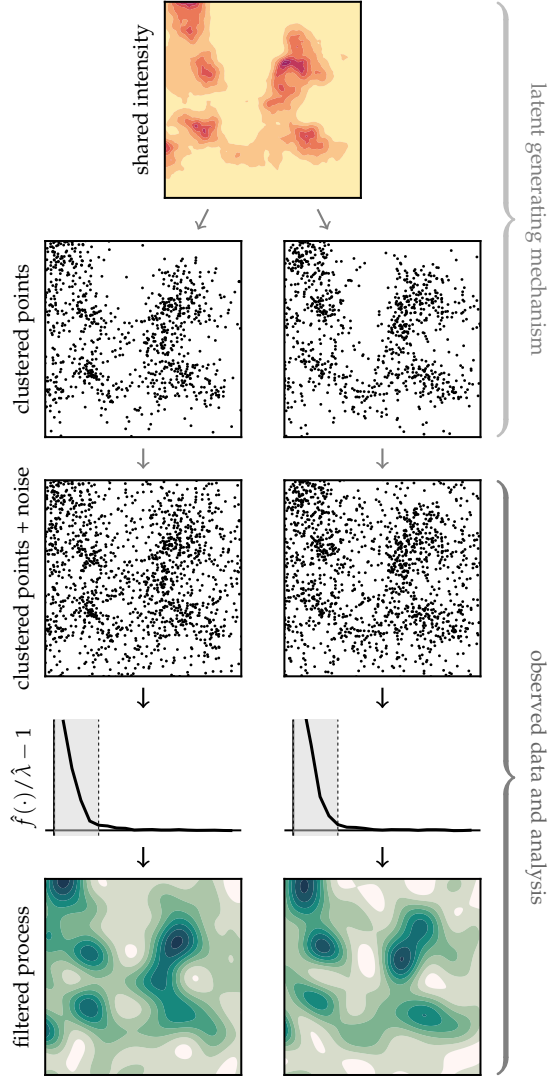 shared intensity
latent generating mechanism
clustered points
clustered points + noise
observed data and analysis
f̂(·)/λ̂ − 1
filtered process